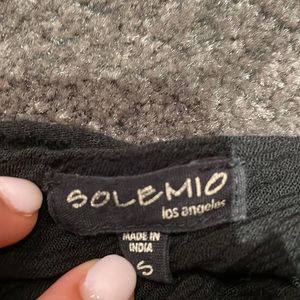 SOLEMIO
los angeles
MADE IN
INDIA
S